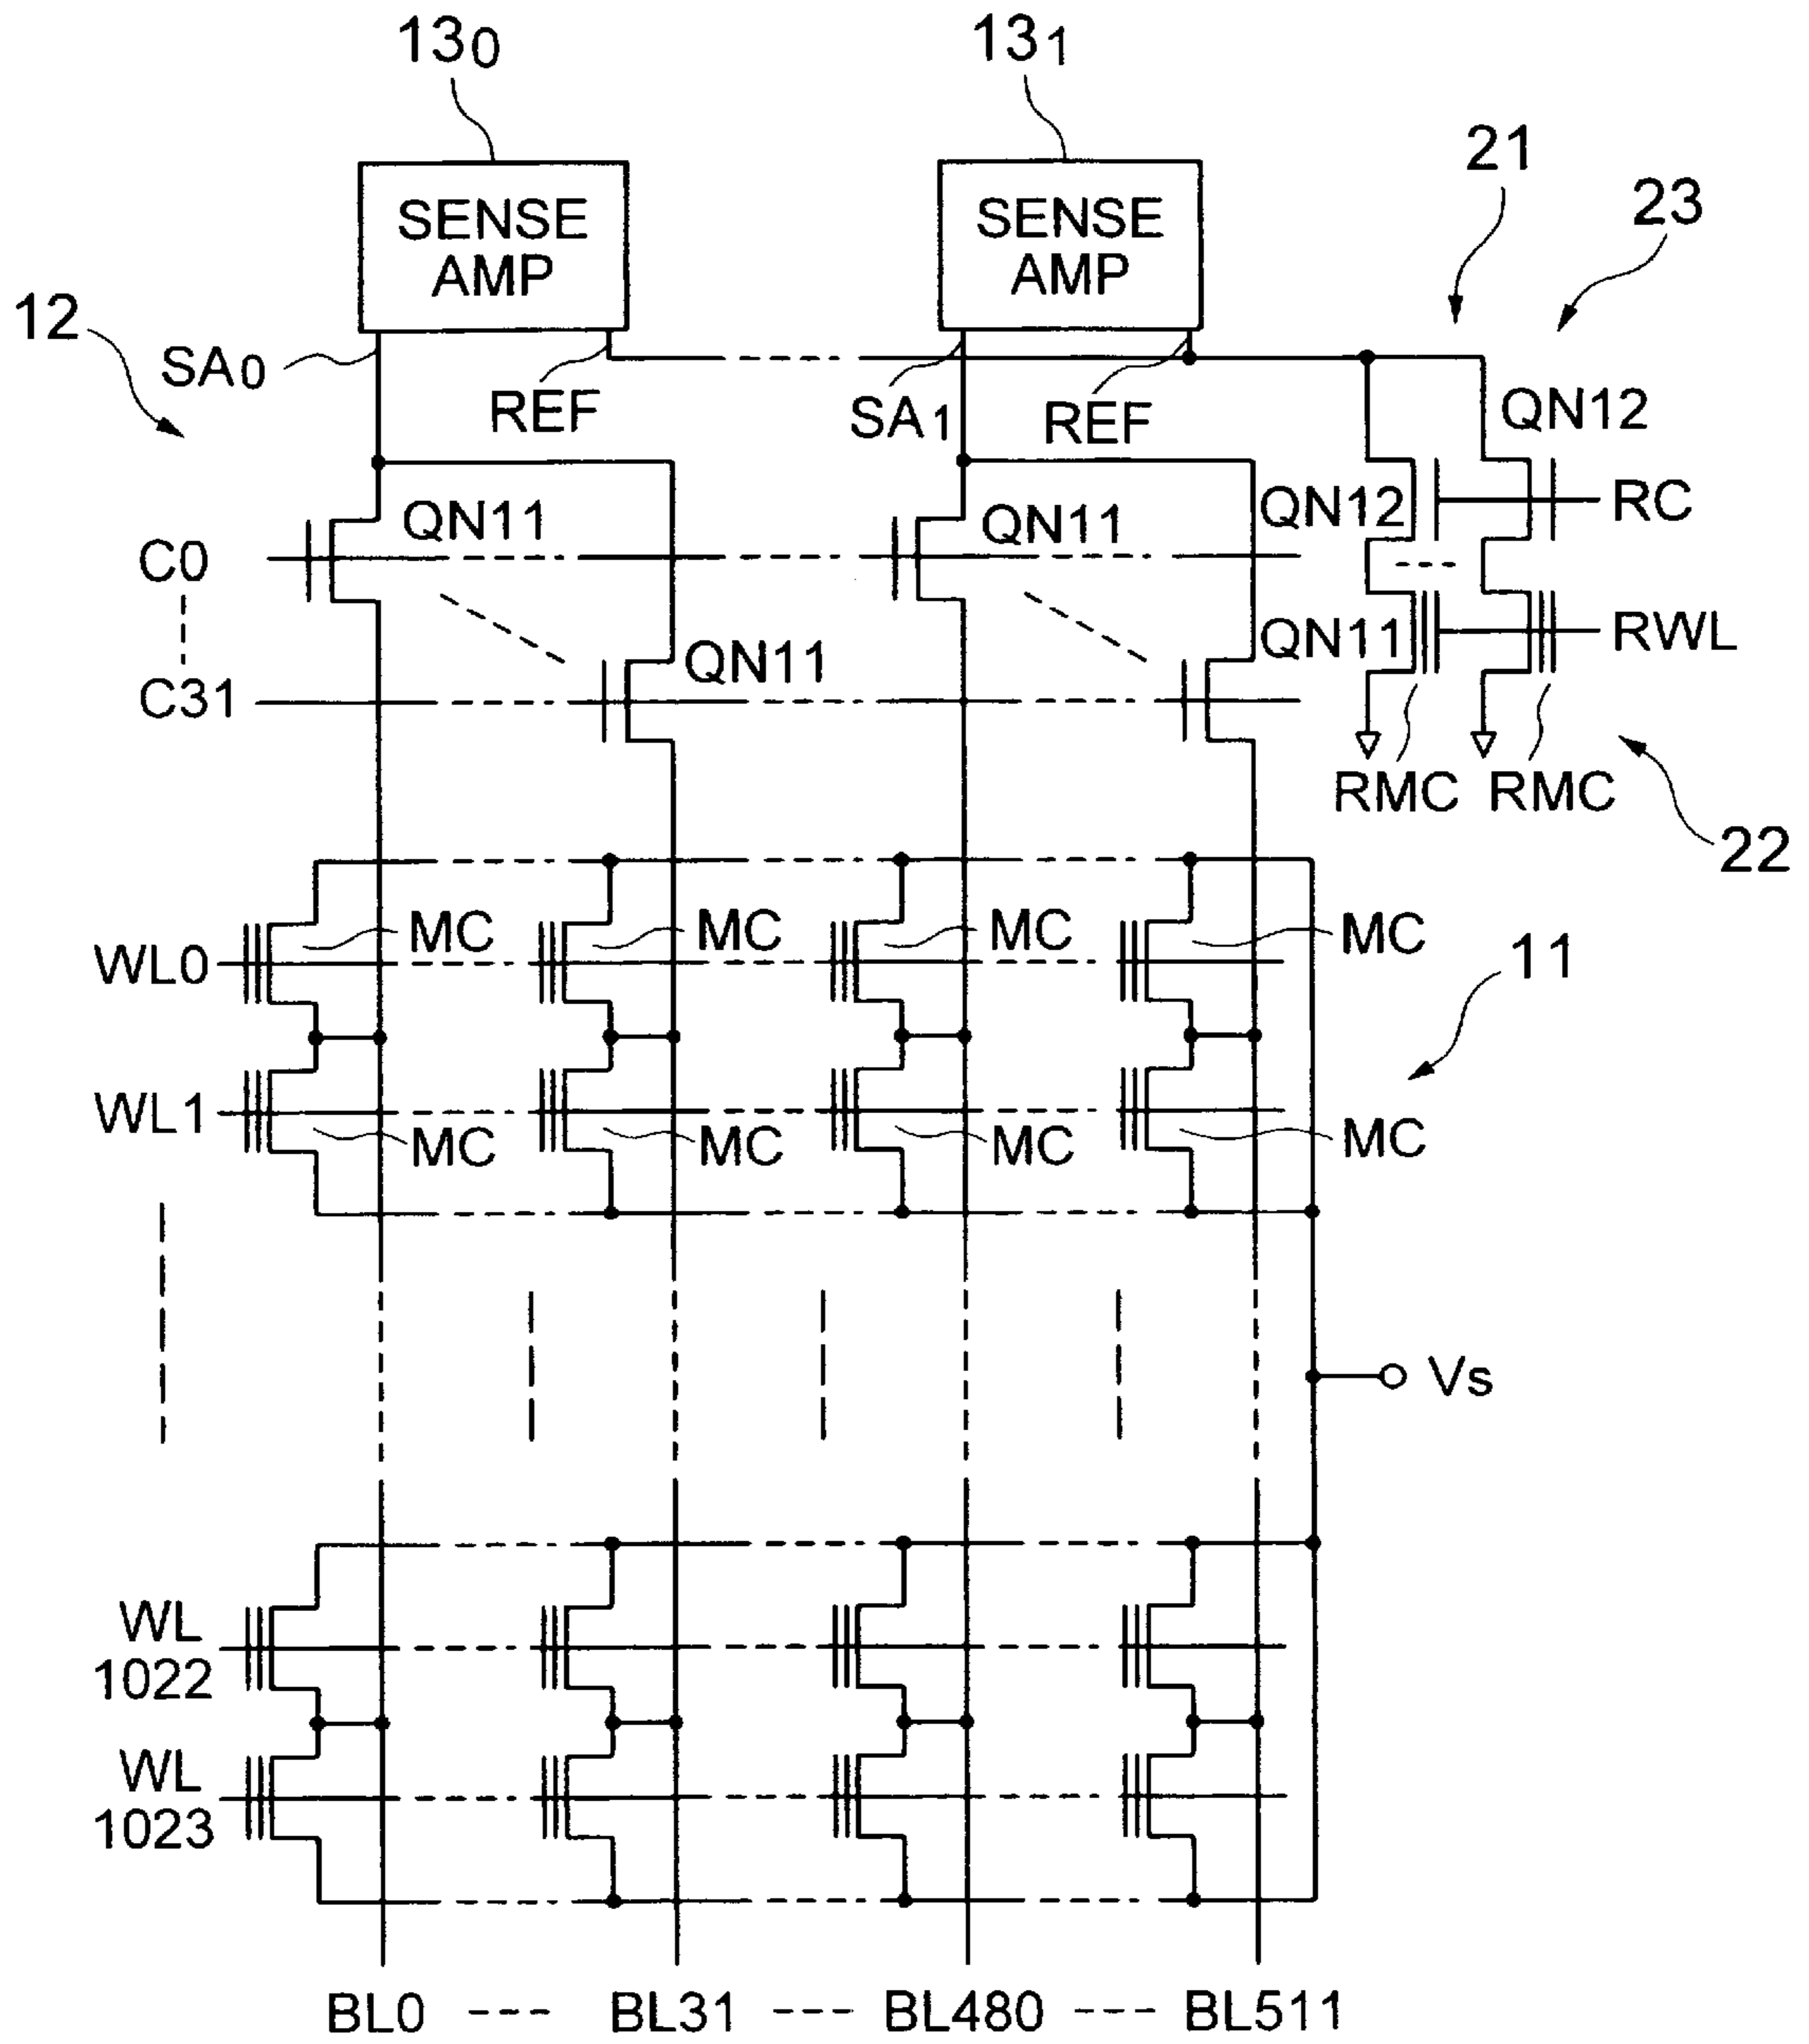 13₀
13₁
21
23
SENSE
AMP
SENSE
AMP
12
SA₀
REF
SA₁
REF
QN12
C0
QN11
QN11
QN12
RC
C31
QN11
QN11
RWL
RMC
RMC
22
WL0
MC
MC
MC
MC
11
WL1
MC
MC
MC
MC
Vs
WL
1022
WL
1023
BL0
BL31
BL480
BL511